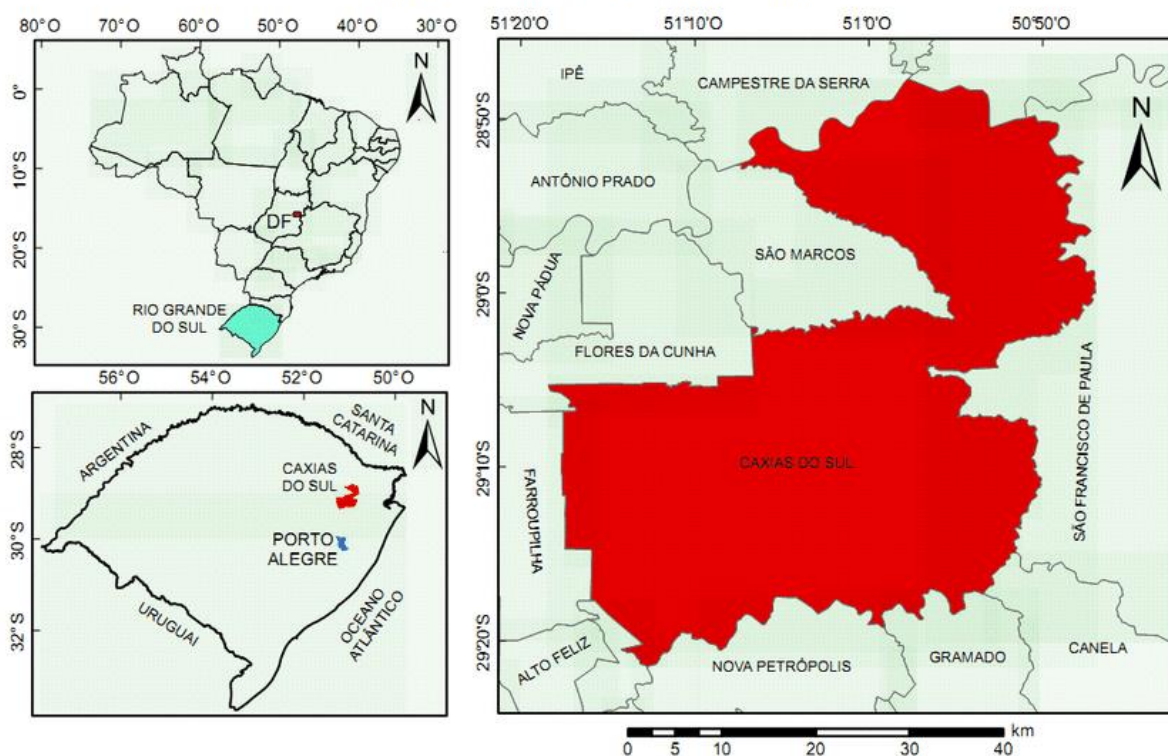 80°O 70°O 60°O 50°O 40°O 30°O
N
0°
10°S
20°S
30°S
DF
RIO GRANDE
DO SUL
56°O 54°O 52°O 50°O
N
28°S
30°S
32°S
ARGENTINA
SANTA
CATARINA
CAXIAS
DO SUL
PORTO
ALEGRE
URUGUAI
OCEANO
ATLÂNTICO
51°20'O 51°10'O 51°0'O 50°50'O
28°50'S
29°0'S
29°10'S
29°20'S
N
IPÊ
CAMPESTRE DA SERRA
ANTÔNIO PRADO
SÃO MARCOS
NOVA PÁDUA
FLORES DA CUNHA
SÃO FRANCISCO DE PAULA
CAXIAS DO SUL
FARROUPILHA
ALTO FELIZ
NOVA PETRÓPOLIS
GRAMADO
CANELA
km
0 5 10 20 30 40